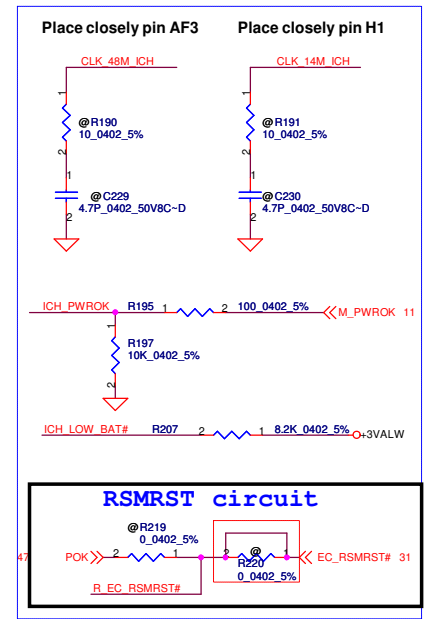 Place closely pin AF3 Place closely pin H1
CLK_48M_ICH CLK_14M_ICH
1 1
@R190 @R191
10_0402_5% 10_0402_5%
2 2
1 1
@C229 @C230
4.7P_0402_50V8C~D 4.7P_0402_50V8C~D
2 2
ICH_PWROK R195 1 2 100_0402_5% M_PWROK 11
1
R197
10K_0402_5%
2
ICH_LOW_BAT# R207 2 1 8.2K_0402_5% +3VALW
RSMRST circuit
@R219
0_0402_5% @
47 POK 2 1 2 1 EC_RSMRST# 31
R220
0_0402_5%
R_EC_RSMRST#